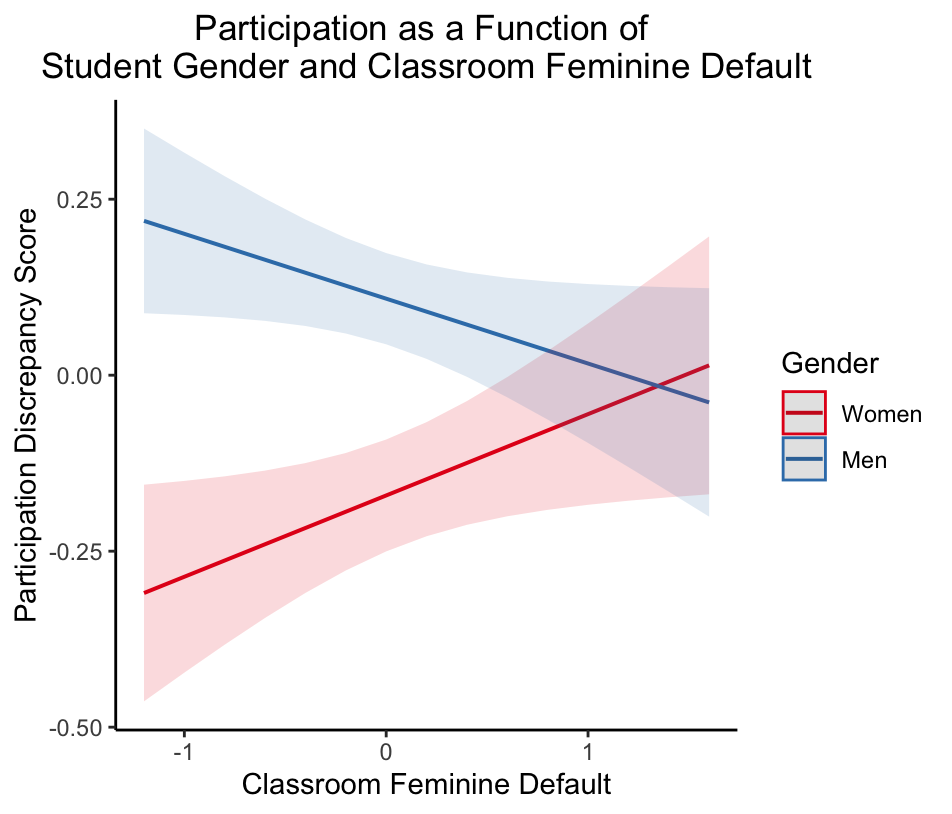 Participation as a Function of
Student Gender and Classroom Feminine Default
Participation Discrepancy Score
0.25
0.00
-0.25
-0.50
-1
0
1
Classroom Feminine Default
Gender
Women
Men